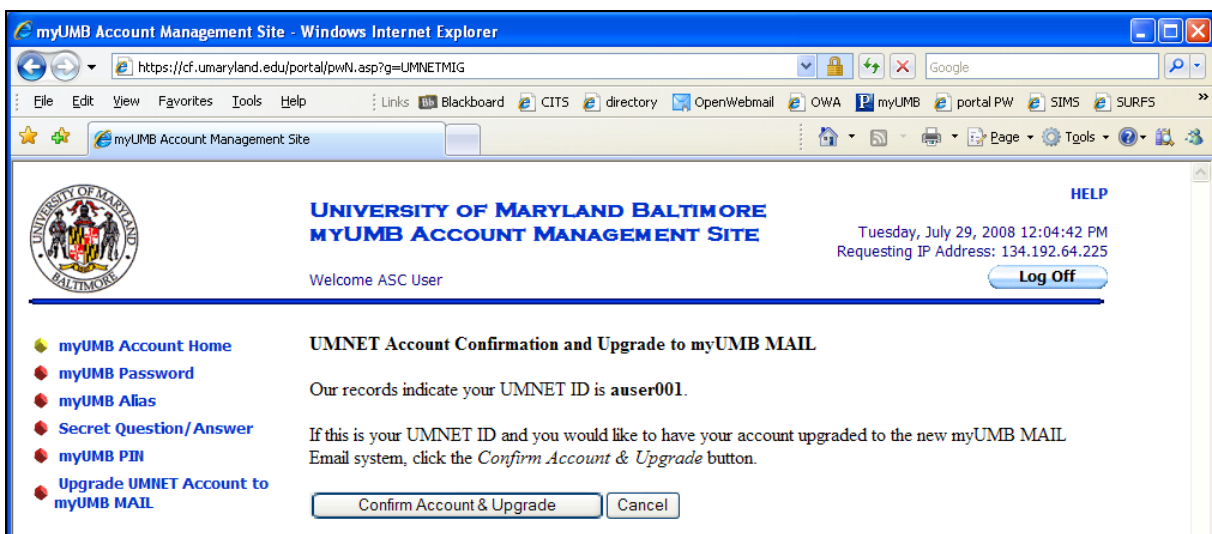 myUMB Account Management Site - Windows Internet Explorer
https://cf.umaryland.edu/portal/pwN.asp?g=UMNETMIG
Google
File Edit View Favorites Tools Help
Links Bb Blackboard CITS directory OpenWebmail OWA P myUMB portal PW SIMS SURFS »
myUMB Account Management Site
Page Tools
UNIVERSITY OF MARYLAND
BALTIMORE
UNIVERSITY OF MARYLAND BALTIMORE
MYUMB ACCOUNT MANAGEMENT SITE
Welcome ASC User
HELP
Tuesday, July 29, 2008 12:04:42 PM
Requesting IP Address: 134.192.64.225
Log Off
myUMB Account Home
myUMB Password
myUMB Alias
Secret Question/Answer
myUMB PIN
Upgrade UMNET Account to
myUMB MAIL
UMNET Account Confirmation and Upgrade to myUMB MAIL
Our records indicate your UMNET ID is auser001.
If this is your UMNET ID and you would like to have your account upgraded to the new myUMB MAIL
Email system, click the Confirm Account & Upgrade button.
Confirm Account & Upgrade Cancel